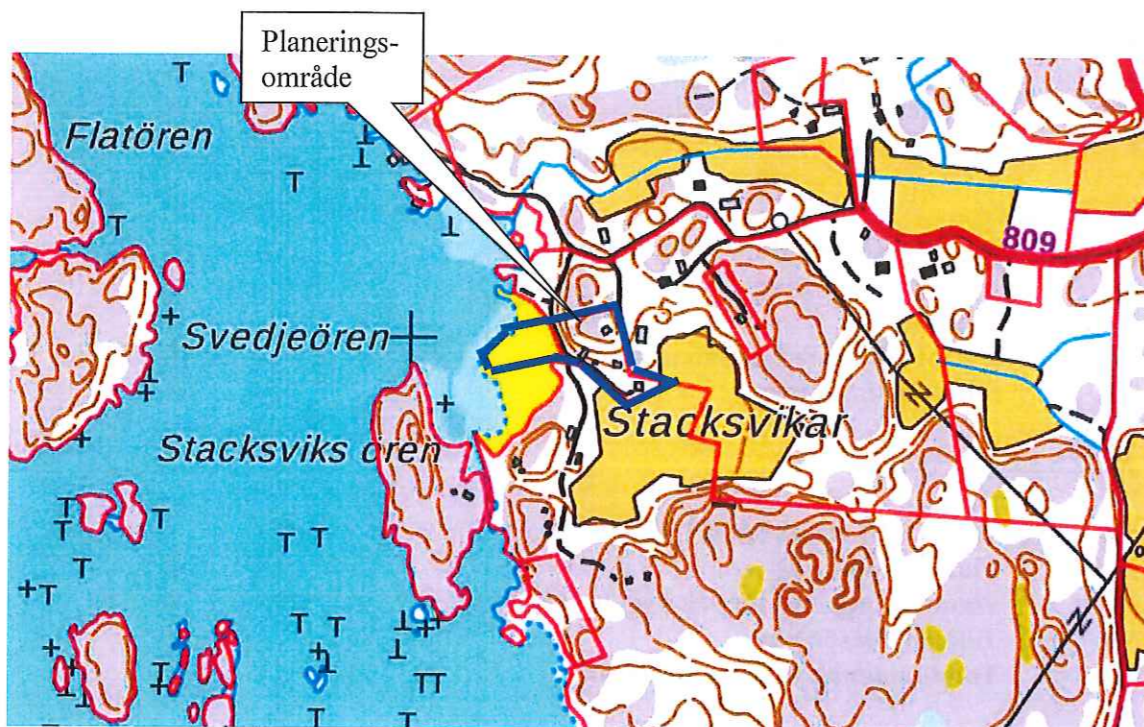 Planerings-
område
Flatören
809
Svedjeören
Stacksviks ören
Stacksvikar